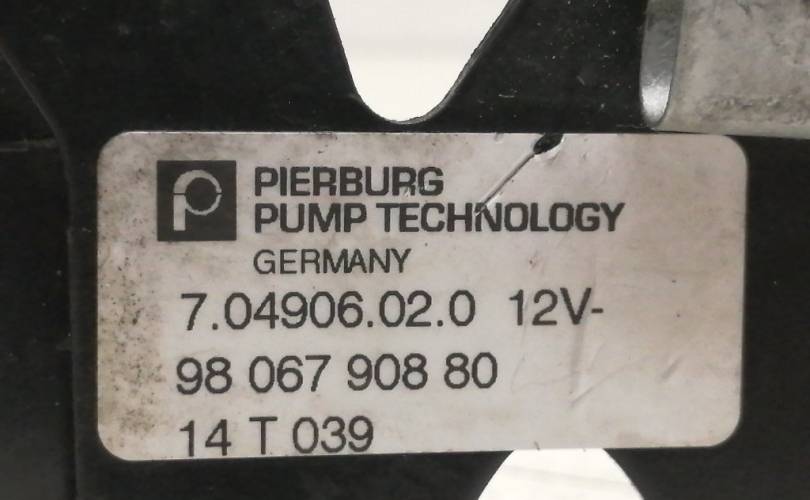 PIERBURG
PUMP TECHNOLOGY
GERMANY
7.04906.02.0 12V-
98 067 908 80
14 T 039